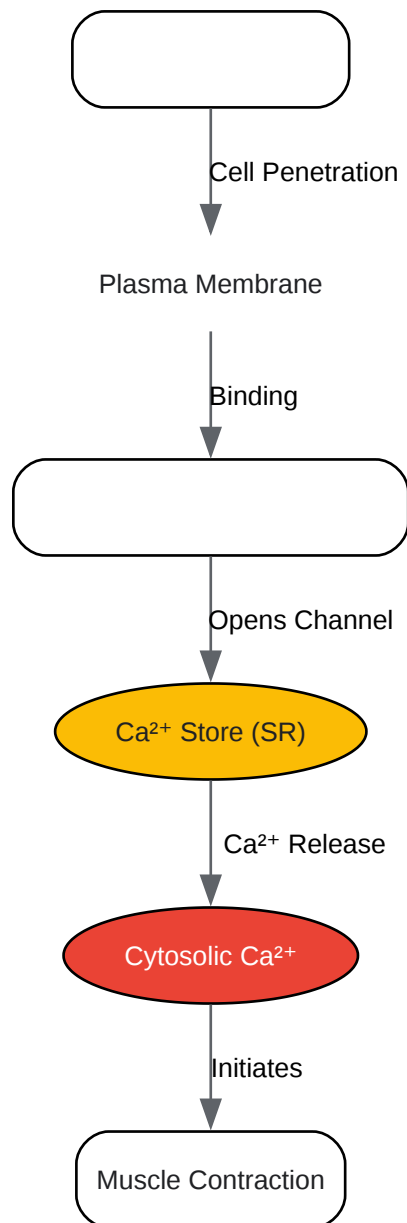 Cell Penetration
Plasma Membrane
Binding
Opens Channel
Ca²⁺ Store (SR)
Ca²⁺ Release
Cytosolic Ca²⁺
Initiates
Muscle Contraction